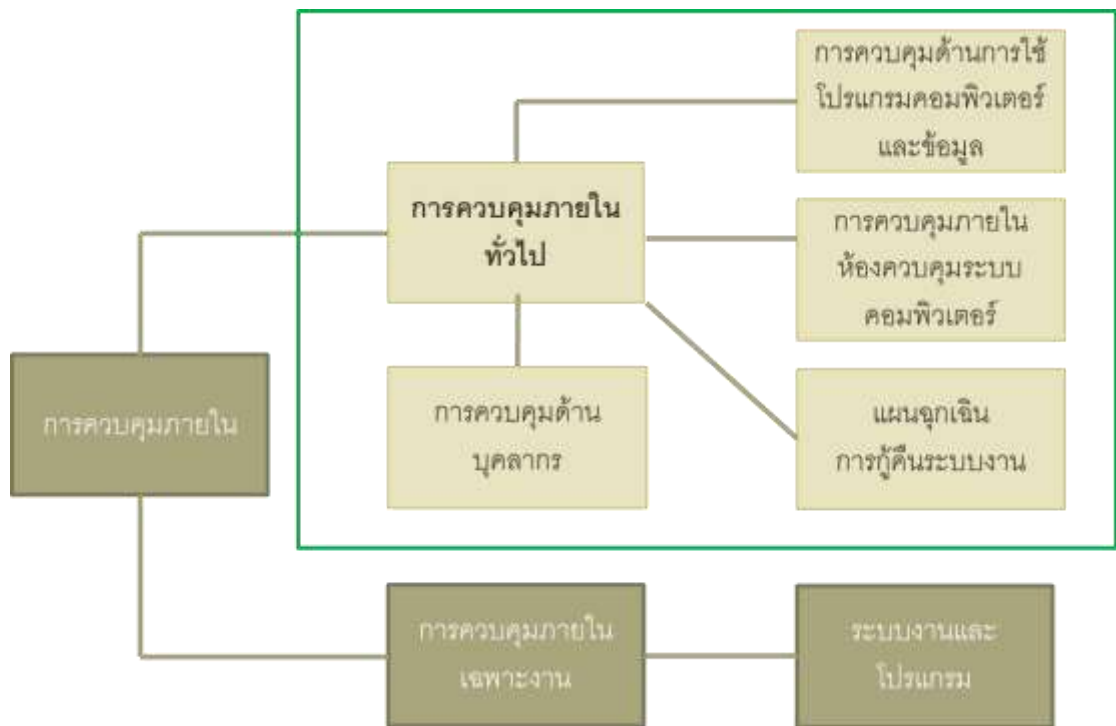 การควบคุมด้านการใช้
โปรแกรมคอมพิวเตอร์
และข้อมูล
การควบคุมภายใน
ทั่วไป
การควบคุมภายใน
ห้องควบคุมระบบ
คอมพิวเตอร์
การควบคุมภายใน
การควบคุมด้าน
บุคลากร
แผนฉุกเฉิน
การกู้คืนระบบงาน
การควบคุมภายใน
เฉพาะงาน
ระบบงานและ
โปรแกรม